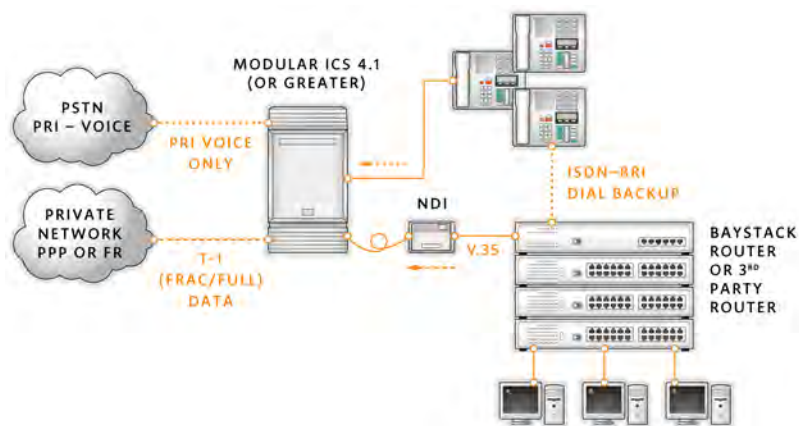 MODULAR ICS 4.1
(OR GREATER)
PSTN
PRI – VOICE
PRI VOICE
ONLY
ISDN–BRI
DIAL BACKUP
NDI
PRIVATE
NETWORK
PPP OR FR
T-1
(FRAC/FULL)
DATA
V.35
BAYSTACK
ROUTER
OR 3RD
PARTY
ROUTER